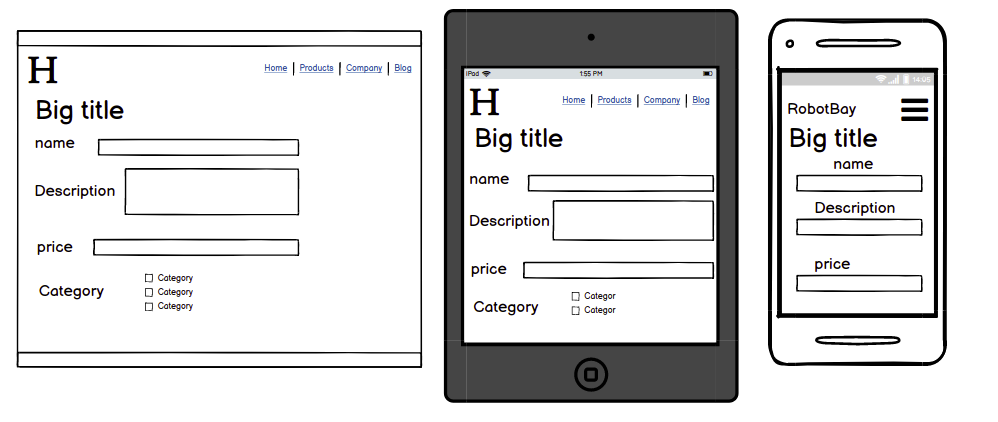 H
Home | Products | Company | Blog
Big title
name
Description
price
Category
Category
Category
Category
iPad 1:55 PM
H
Home | Products | Company | Blog
Big title
name
Description
price
Category
Categor
Categor
14:05
RobotBay
Big title
name
Description
price